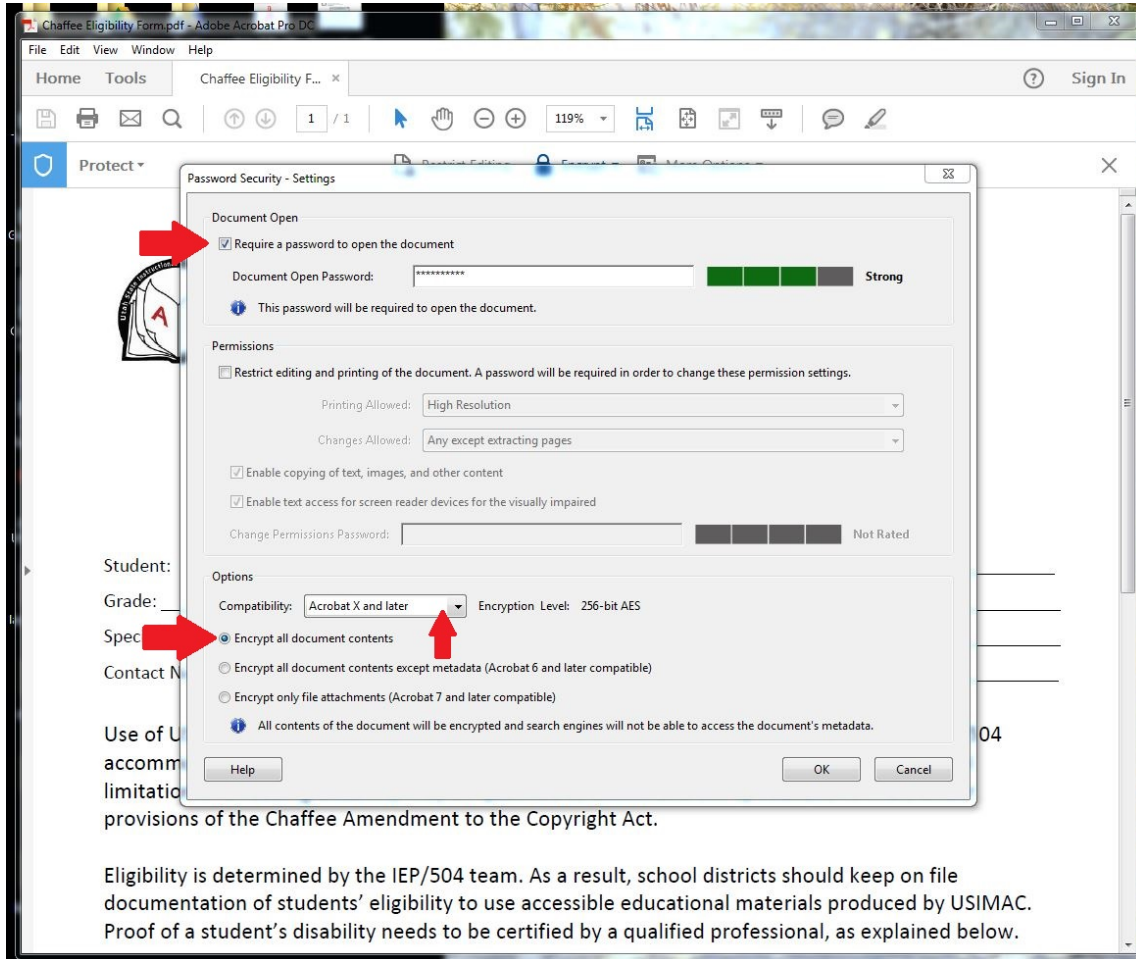 Chaffee Eligibility Form.pdf - Adobe Acrobat Pro DC
File Edit View Window Help
Home Tools Chaffee Eligibility F... × ? Sign In
1 / 1 119%
Protect Restrict Editing Encrypt More Options
Password Security - Settings
Document Open
Require a password to open the document
Document Open Password: ********** Strong
This password will be required to open the document.
Permissions
Restrict editing and printing of the document. A password will be required in order to change these permission settings.
Printing Allowed: High Resolution
Changes Allowed: Any except extracting pages
Enable copying of text, images, and other content
Enable text access for screen reader devices for the visually impaired
Change Permissions Password: Not Rated
Options
Compatibility: Acrobat X and later Encryption Level: 256-bit AES
Encrypt all document contents
Encrypt all document contents except metadata (Acrobat 6 and later compatible)
Encrypt only file attachments (Acrobat 7 and later compatible)
All contents of the document will be encrypted and search engines will not be able to access the document's metadata.
Help OK Cancel
Utah State Instructional
A
Student:
Grade:
Spec
Contact N
Use of U 04
accomm
limitatio
provisions of the Chaffee Amendment to the Copyright Act.
Eligibility is determined by the IEP/504 team. As a result, school districts should keep on file
documentation of students' eligibility to use accessible educational materials produced by USIMAC.
Proof of a student's disability needs to be certified by a qualified professional, as explained below.